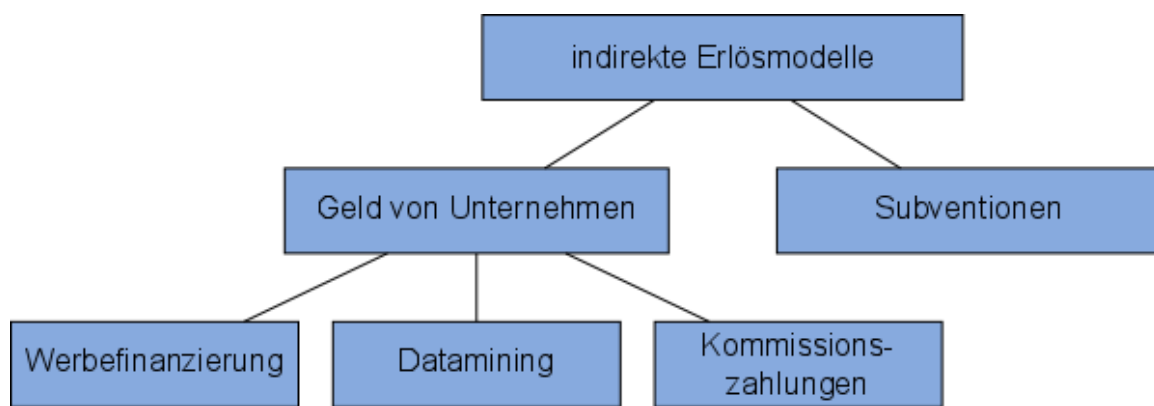 indirekte Erlösmodelle
Geld von Unternehmen
Subventionen
Werbefinanzierung
Datamining
Kommissions-
zahlungen